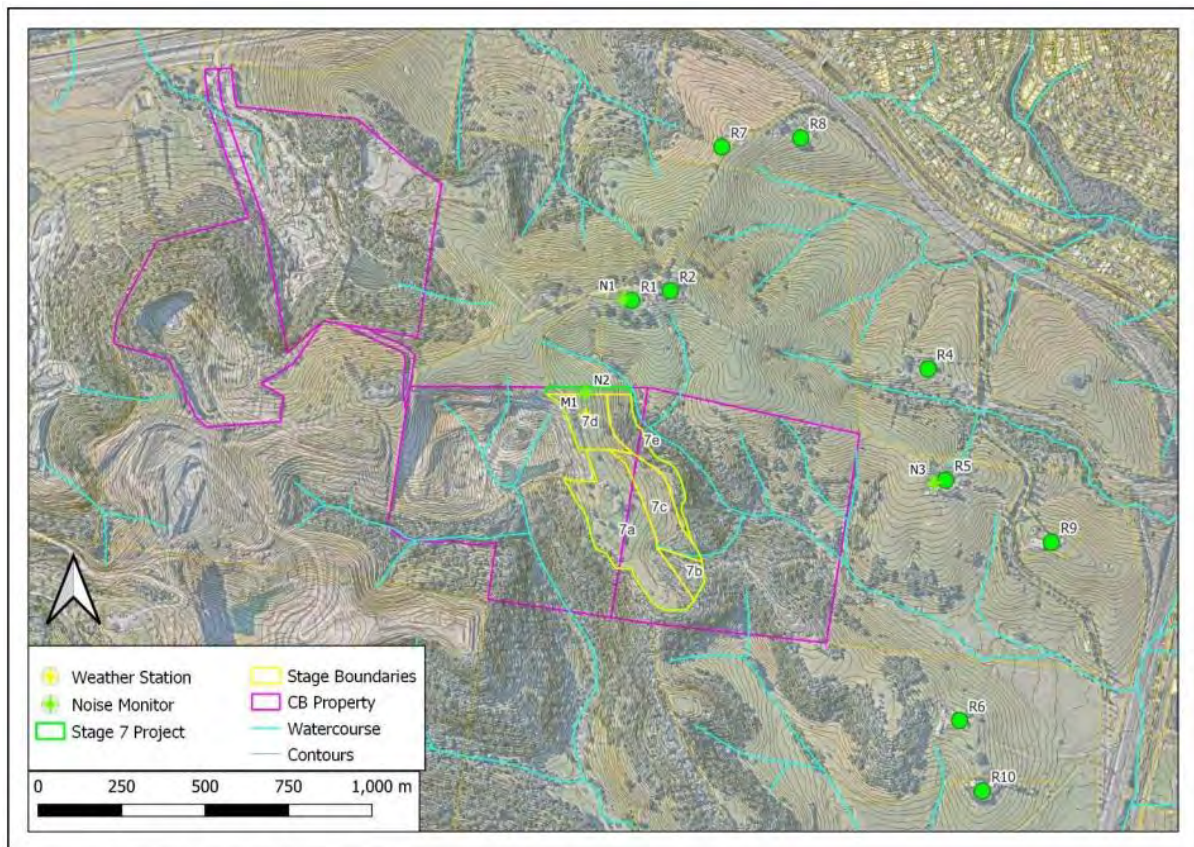 R7
R8
N1
R1
R2
R4
N2
M1
7d
7e
N3
R5
7c
7a
R9
7b
R6
R10
Weather Station
Noise Monitor
Stage 7 Project
Stage Boundaries
CB Property
Watercourse
Contours
0 250 500 750 1,000 m